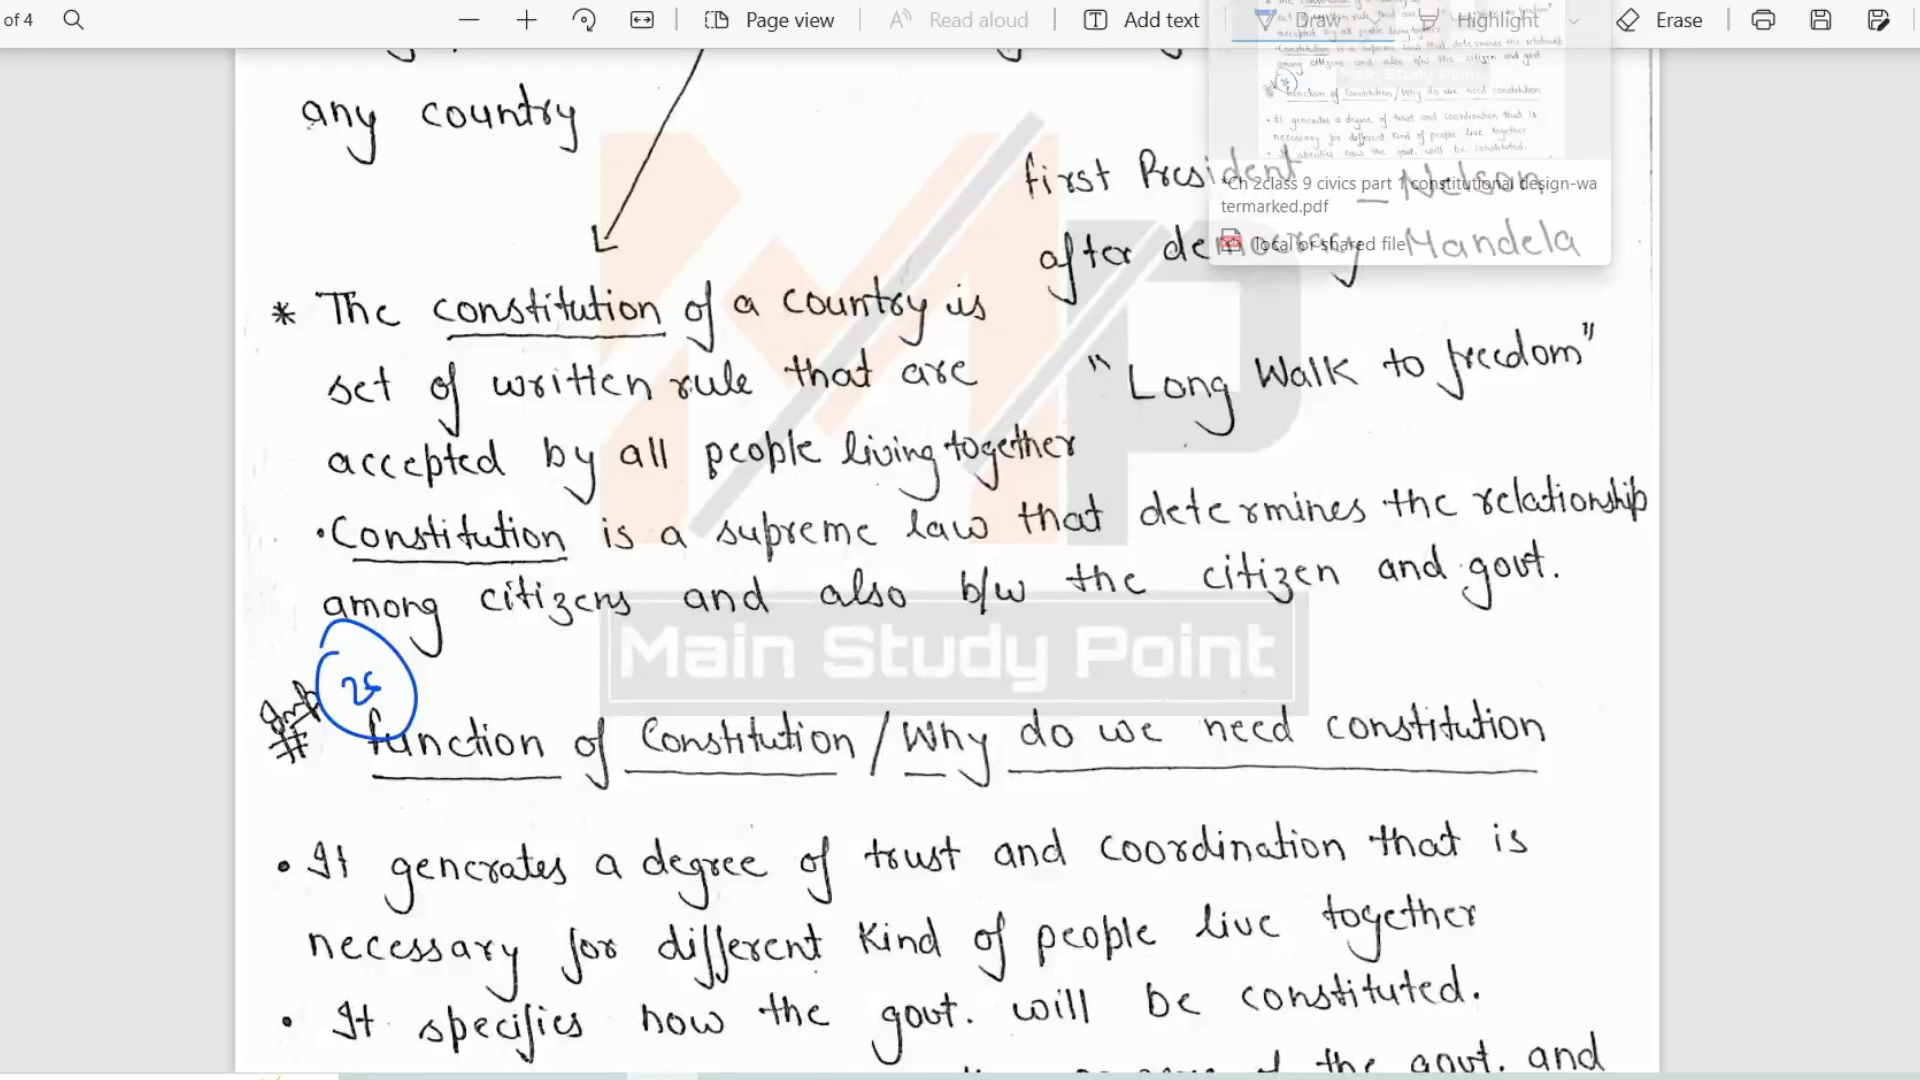 of 4
Page view
Read aloud
Add text
Draw
Highlight
Erase
any country
first President
– Nelson
after democracy
Mandela
*Ch 2class 9 civics part 1 constitutional design-wa
termarked.pdf
local or shared file
* The constitution of a country is
set of written rule that are
"Long Walk to freedom"
accepted by all people living together
• Constitution is a supreme law that determines the relationship
among citizens and also b/w the citizen and govt.
Main Study Point
# function of Constitution / Why do we need constitution
• It generates a degree of trust and coordination that is
necessary for different kind of people live together
• It specifies how the govt. will be constituted.
of the govt. and